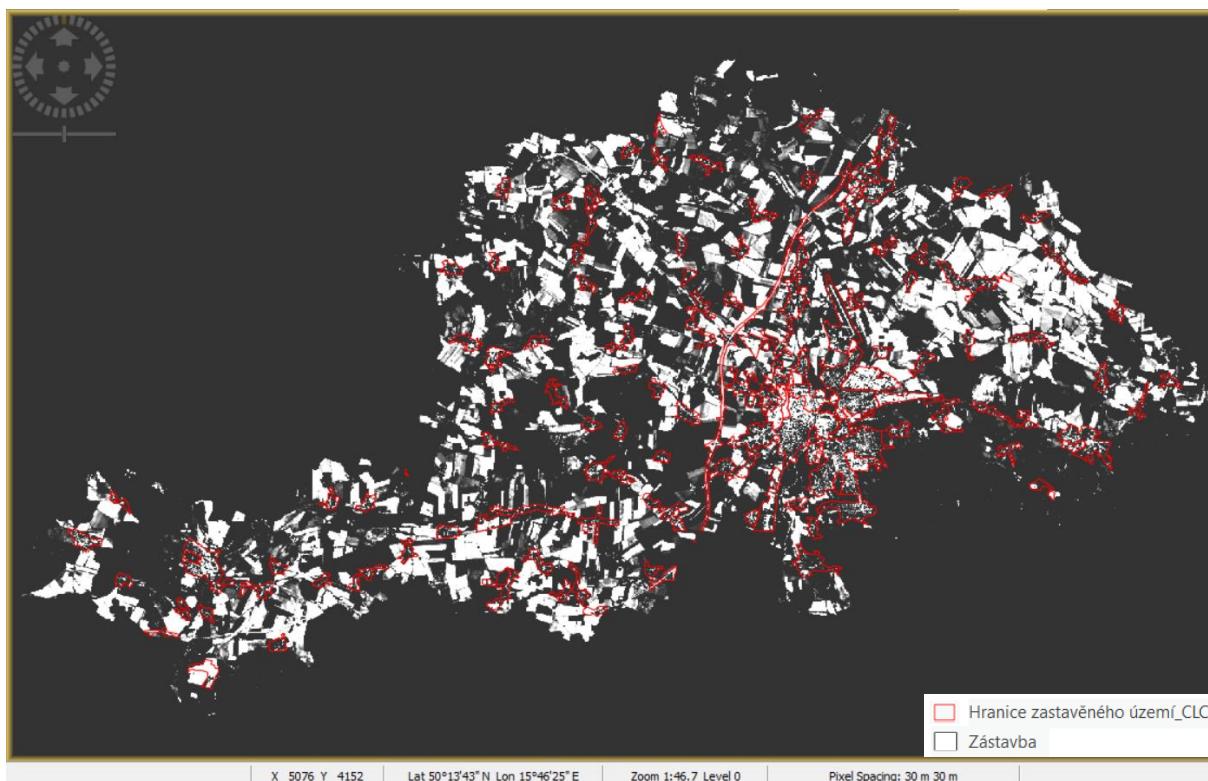 Hranice zastavěného území_CLC
Zástavba
X 5076 Y 4152 Lat 50°13'43" N Lon 15°46'25" E Zoom 1:46.7 Level 0 Pixel Spacing: 30 m 30 m